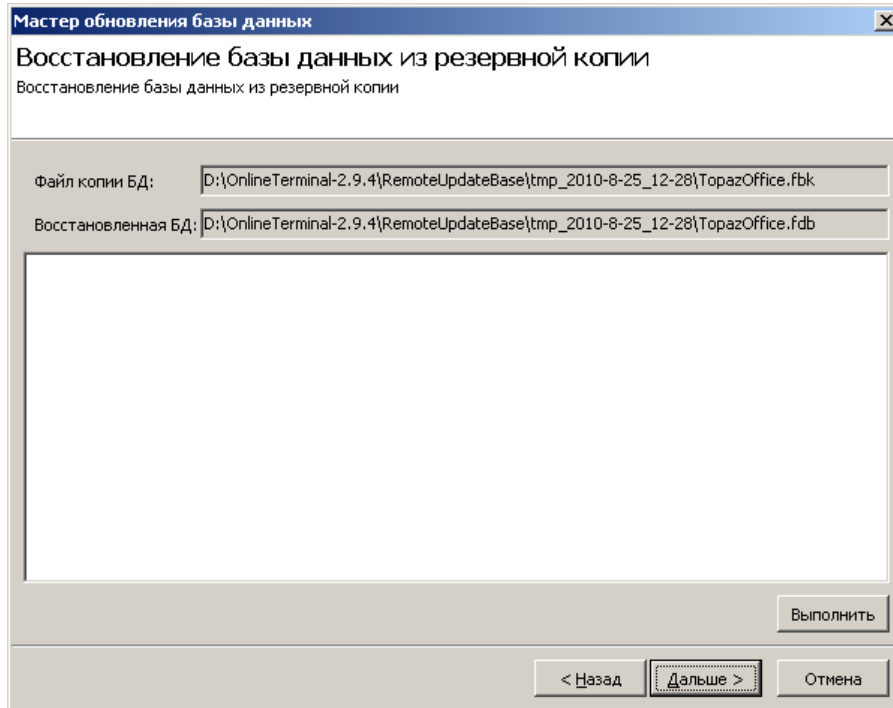 Мастер обновления базы данных
Восстановление базы данных из резервной копии
Восстановление базы данных из резервной копии
Файл копии БД: D:\OnlineTerminal-2.9.4\RemoteUpdateBase\tmp_2010-8-25_12-28\TopazOffice.fbk
Восстановленная БД: D:\OnlineTerminal-2.9.4\RemoteUpdateBase\tmp_2010-8-25_12-28\TopazOffice.fdb
Выполнить
< Назад Дальше > Отмена